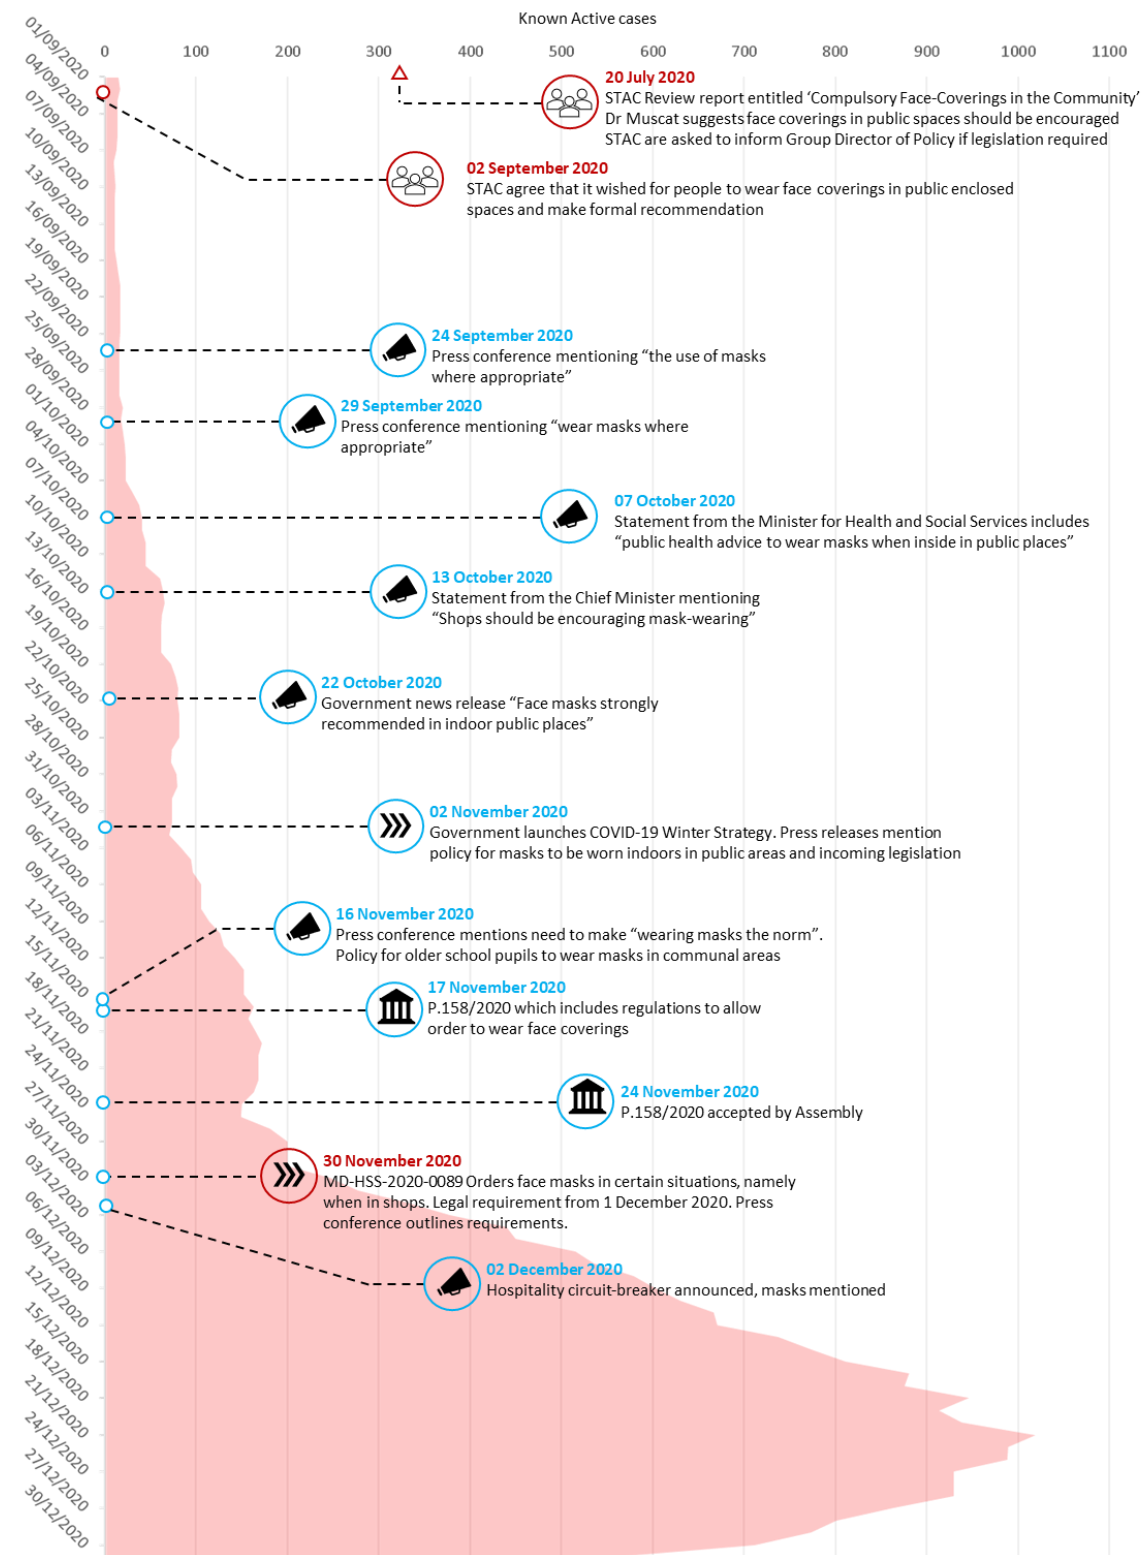 Known Active cases
0 100 200 300 400 500 600 700 800 900 1000 1100
01/09/2020
04/09/2020
07/09/2020
10/09/2020
13/09/2020
16/09/2020
19/09/2020
22/09/2020
25/09/2020
28/09/2020
01/10/2020
04/10/2020
07/10/2020
10/10/2020
13/10/2020
16/10/2020
19/10/2020
22/10/2020
25/10/2020
28/10/2020
31/10/2020
03/11/2020
06/11/2020
09/11/2020
12/11/2020
15/11/2020
18/11/2020
21/11/2020
24/11/2020
27/11/2020
30/11/2020
03/12/2020
06/12/2020
09/12/2020
12/12/2020
15/12/2020
18/12/2020
21/12/2020
24/12/2020
27/12/2020
30/12/2020
20 July 2020
STAC Review report entitled ‘Compulsory Face-Coverings in the Community’
Dr Muscat suggests face coverings in public spaces should be encouraged
STAC are asked to inform Group Director of Policy if legislation required
02 September 2020
STAC agree that it wished for people to wear face coverings in public enclosed
spaces and make formal recommendation
24 September 2020
Press conference mentioning “the use of masks
where appropriate”
29 September 2020
Press conference mentioning “wear masks where
appropriate”
07 October 2020
Statement from the Minister for Health and Social Services includes
“public health advice to wear masks when inside in public places”
13 October 2020
Statement from the Chief Minister mentioning
“Shops should be encouraging mask-wearing”
22 October 2020
Government news release “Face masks strongly
recommended in indoor public places”
02 November 2020
Government launches COVID-19 Winter Strategy. Press releases mention
policy for masks to be worn indoors in public areas and incoming legislation
16 November 2020
Press conference mentions need to make “wearing masks the norm”.
Policy for older school pupils to wear masks in communal areas
17 November 2020
P.158/2020 which includes regulations to allow
order to wear face coverings
24 November 2020
P.158/2020 accepted by Assembly
30 November 2020
MD-HSS-2020-0089 Orders face masks in certain situations, namely
when in shops. Legal requirement from 1 December 2020. Press
conference outlines requirements.
02 December 2020
Hospitality circuit-breaker announced, masks mentioned